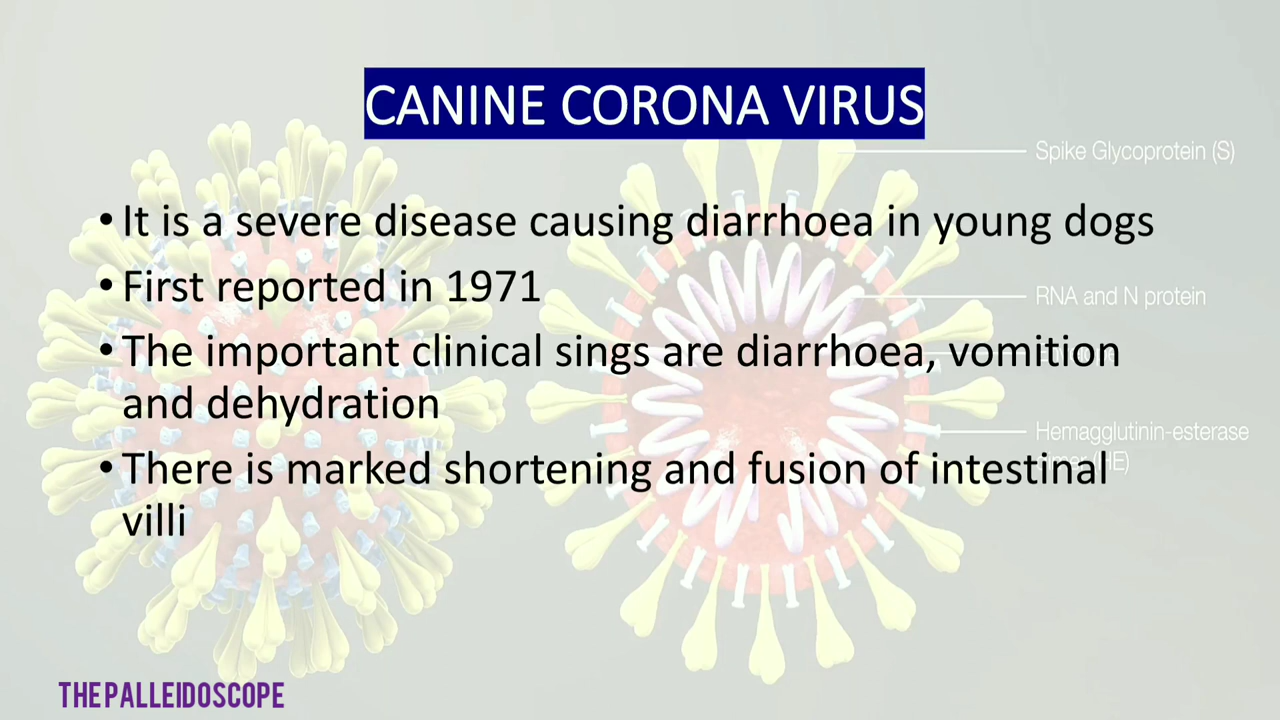 CANINE CORONA VIRUS
Spike Glycoprotein (S)
• It is a severe disease causing diarrhoea in young dogs
• First reported in 1971
RNA and N protein
• The important clinical sings are diarrhoea, vomition
and dehydration
Hemagglutinin-esterase
• There is marked shortening and fusion of intestinal
villi
THE PALLEIDOSCOPE